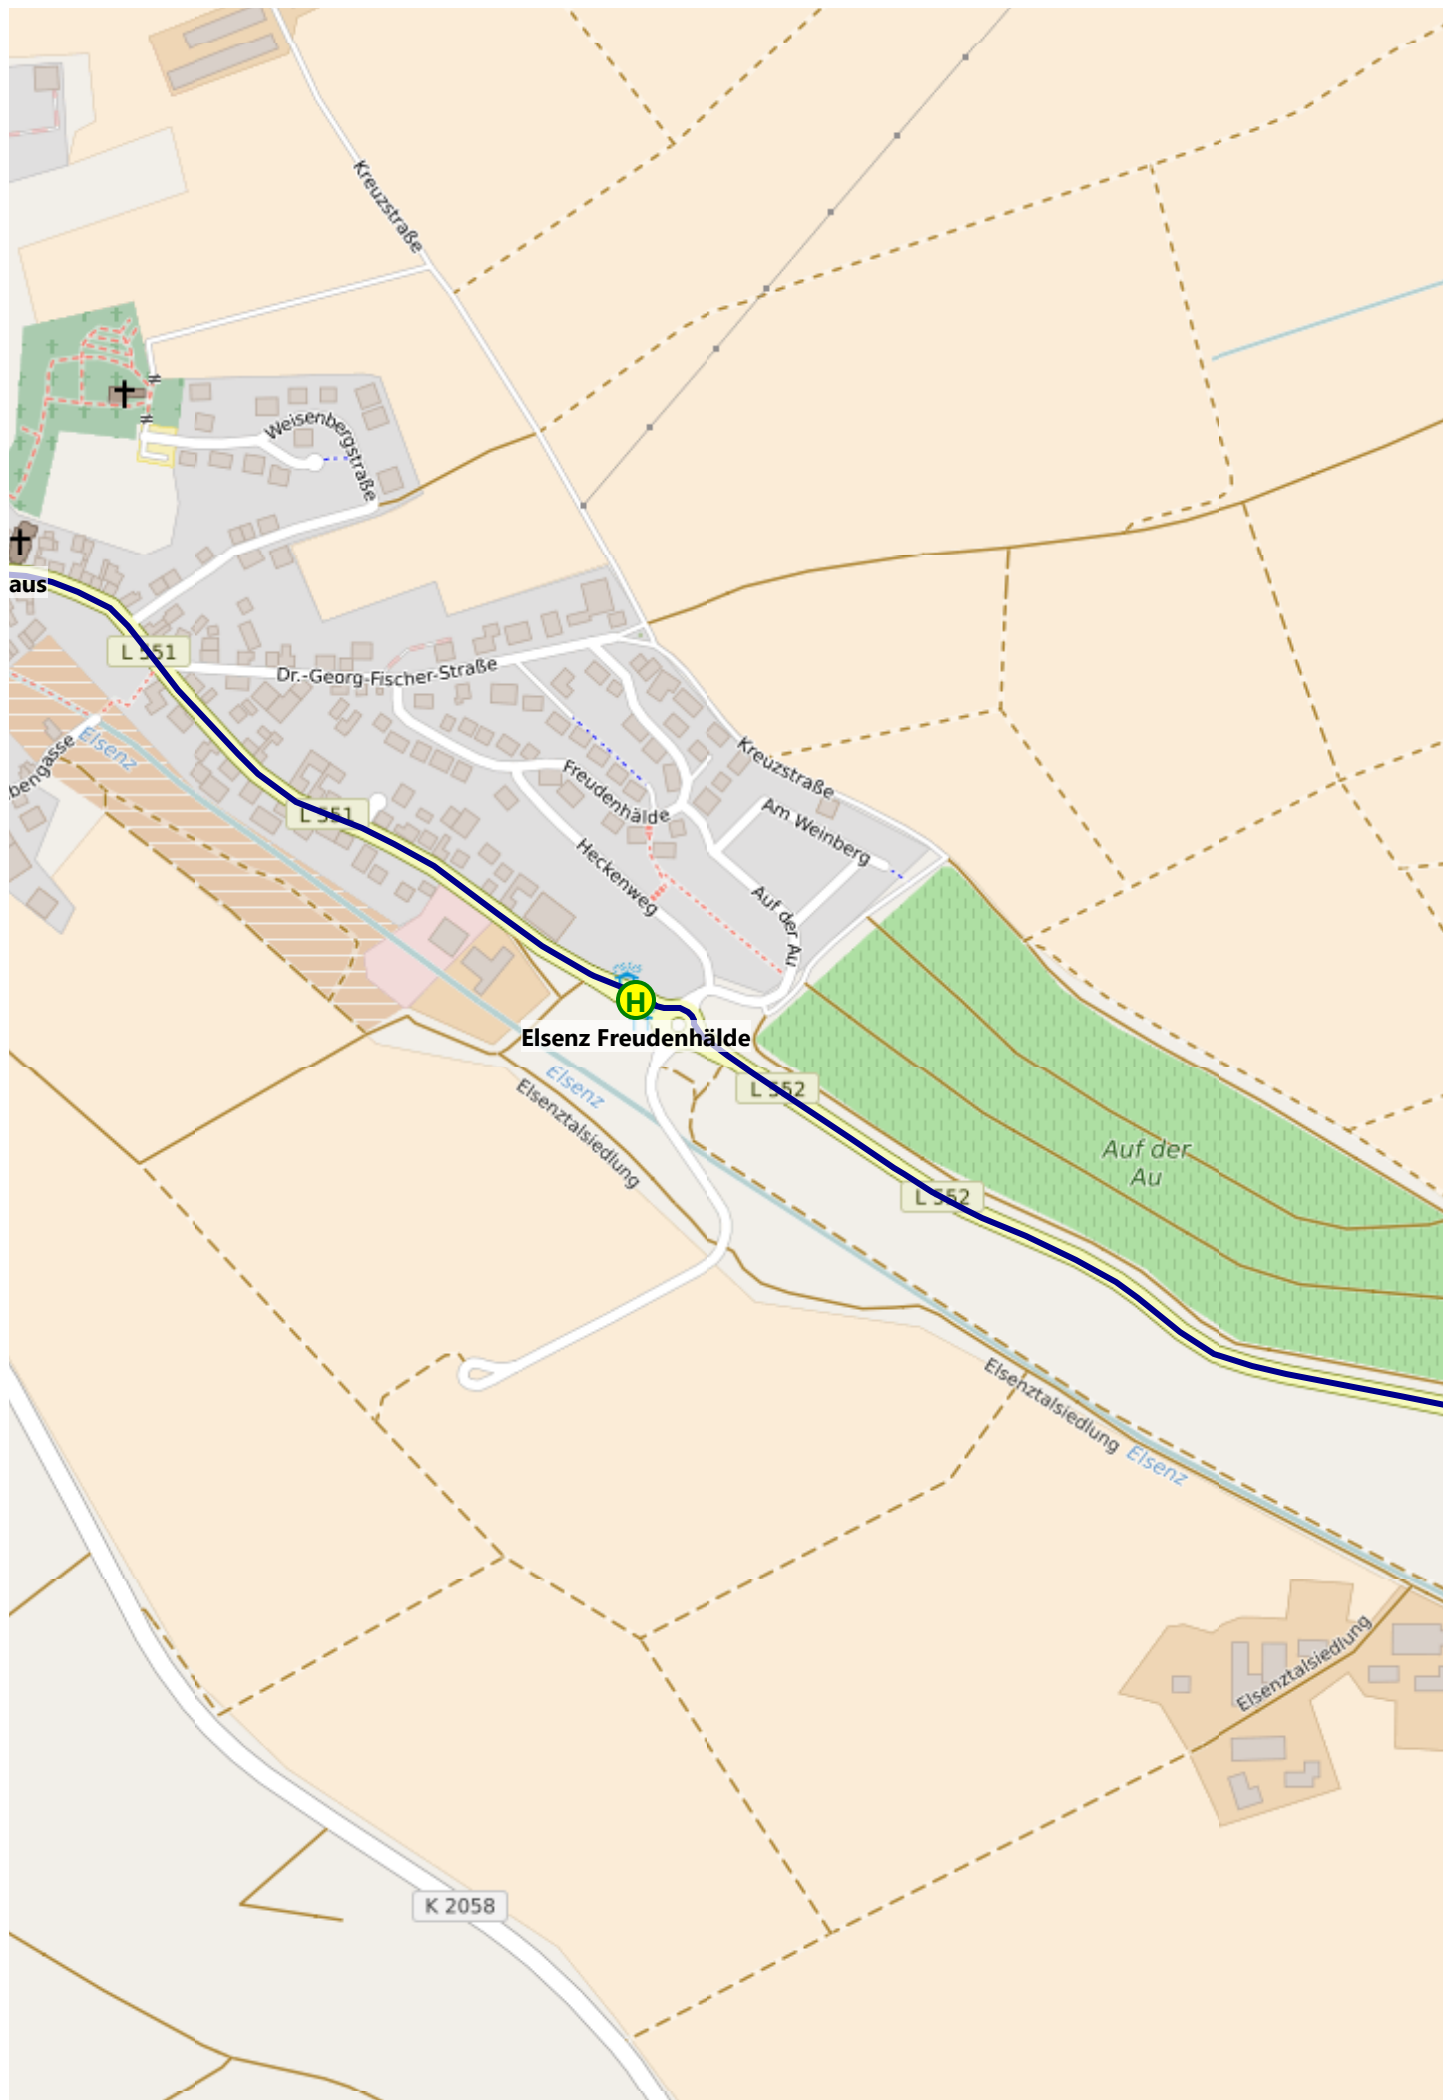 Kreuzstraße
Weisenbergstraße
aus
L 551
Dr.-Georg-Fischer-Straße
Elsenz
bengasse
Kreuzstraße
Freudenhälde
L 551
Am Weinberg
Heckenweg
Auf der Au
H
Elsenz Freudenhälde
Elsenz
L 552
Elsenztalsiedlung
Auf der
Au
L 552
Elsenztalsiedlung
Elsenz
Elsenztalsiedlung
K 2058